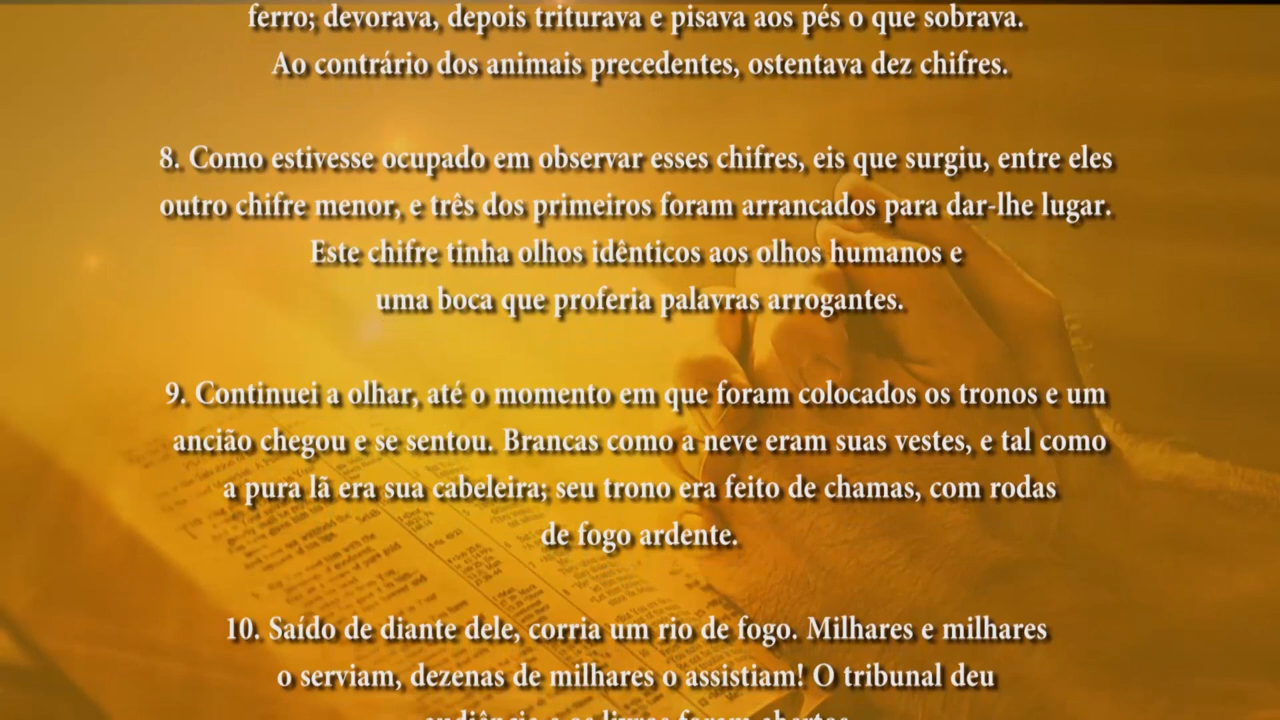 ferro; devorava, depois triturava e pisava aos pés o que sobrava.
Ao contrário dos animais precedentes, ostentava dez chifres.
8. Como estivesse ocupado em observar esses chifres, eis que surgiu, entre eles
outro chifre menor, e três dos primeiros foram arrancados para dar-lhe lugar.
Este chifre tinha olhos idênticos aos olhos humanos e
uma boca que proferia palavras arrogantes.
9. Continuei a olhar, até o momento em que foram colocados os tronos e um
ancião chegou e se sentou. Brancas como a neve eram suas vestes, e tal como
a pura lã era sua cabeleira; seu trono era feito de chamas, com rodas
de fogo ardente.
10. Saído de diante dele, corria um rio de fogo. Milhares e milhares
o serviam, dezenas de milhares o assistiam! O tribunal deu
audiência e os livros foram abertos.